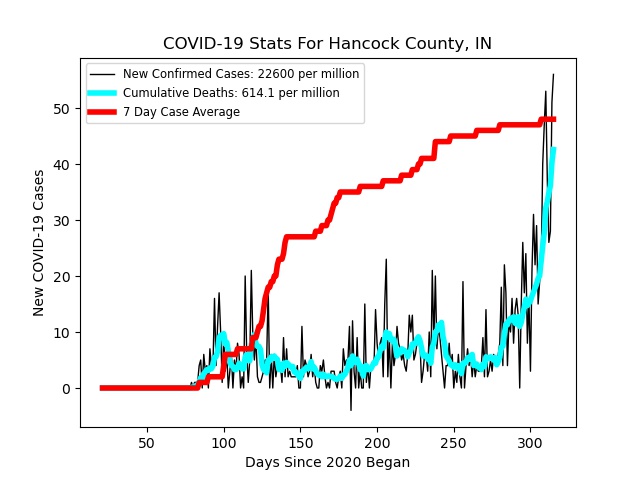 COVID-19 Stats For Hancock County, IN
New Confirmed Cases: 22600 per million
Cumulative Deaths: 614.1 per million
7 Day Case Average
New COVID-19 Cases
50
40
30
20
10
0
50 100 150 200 250 300
Days Since 2020 Began